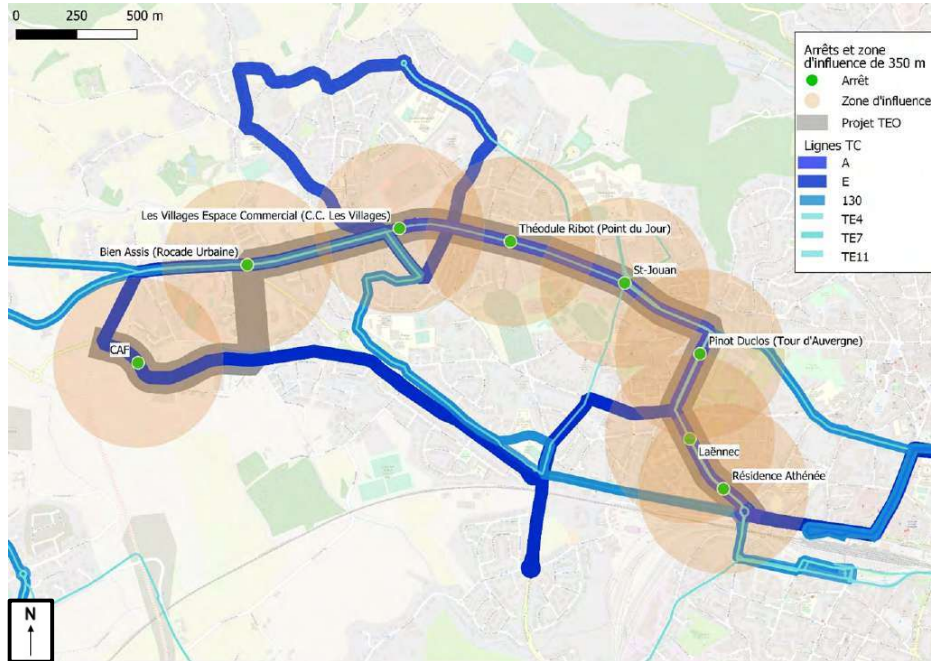 0 250 500 m
Arrêts et zone
d'influence de 350 m
Arrêt
Zone d'influence
Projet TEO
Lignes TC
A
E
130
TE4
TE7
TE11
Les Villages Espace Commercial (C.C. Les Villages)
Théodule Ribot (Point du Jour)
Bien Assis (Rocade Urbaine)
St-Jouan
Pinot Duclos (Tour d'Auvergne)
CAF
Laënnec
Résidence Athénée
N